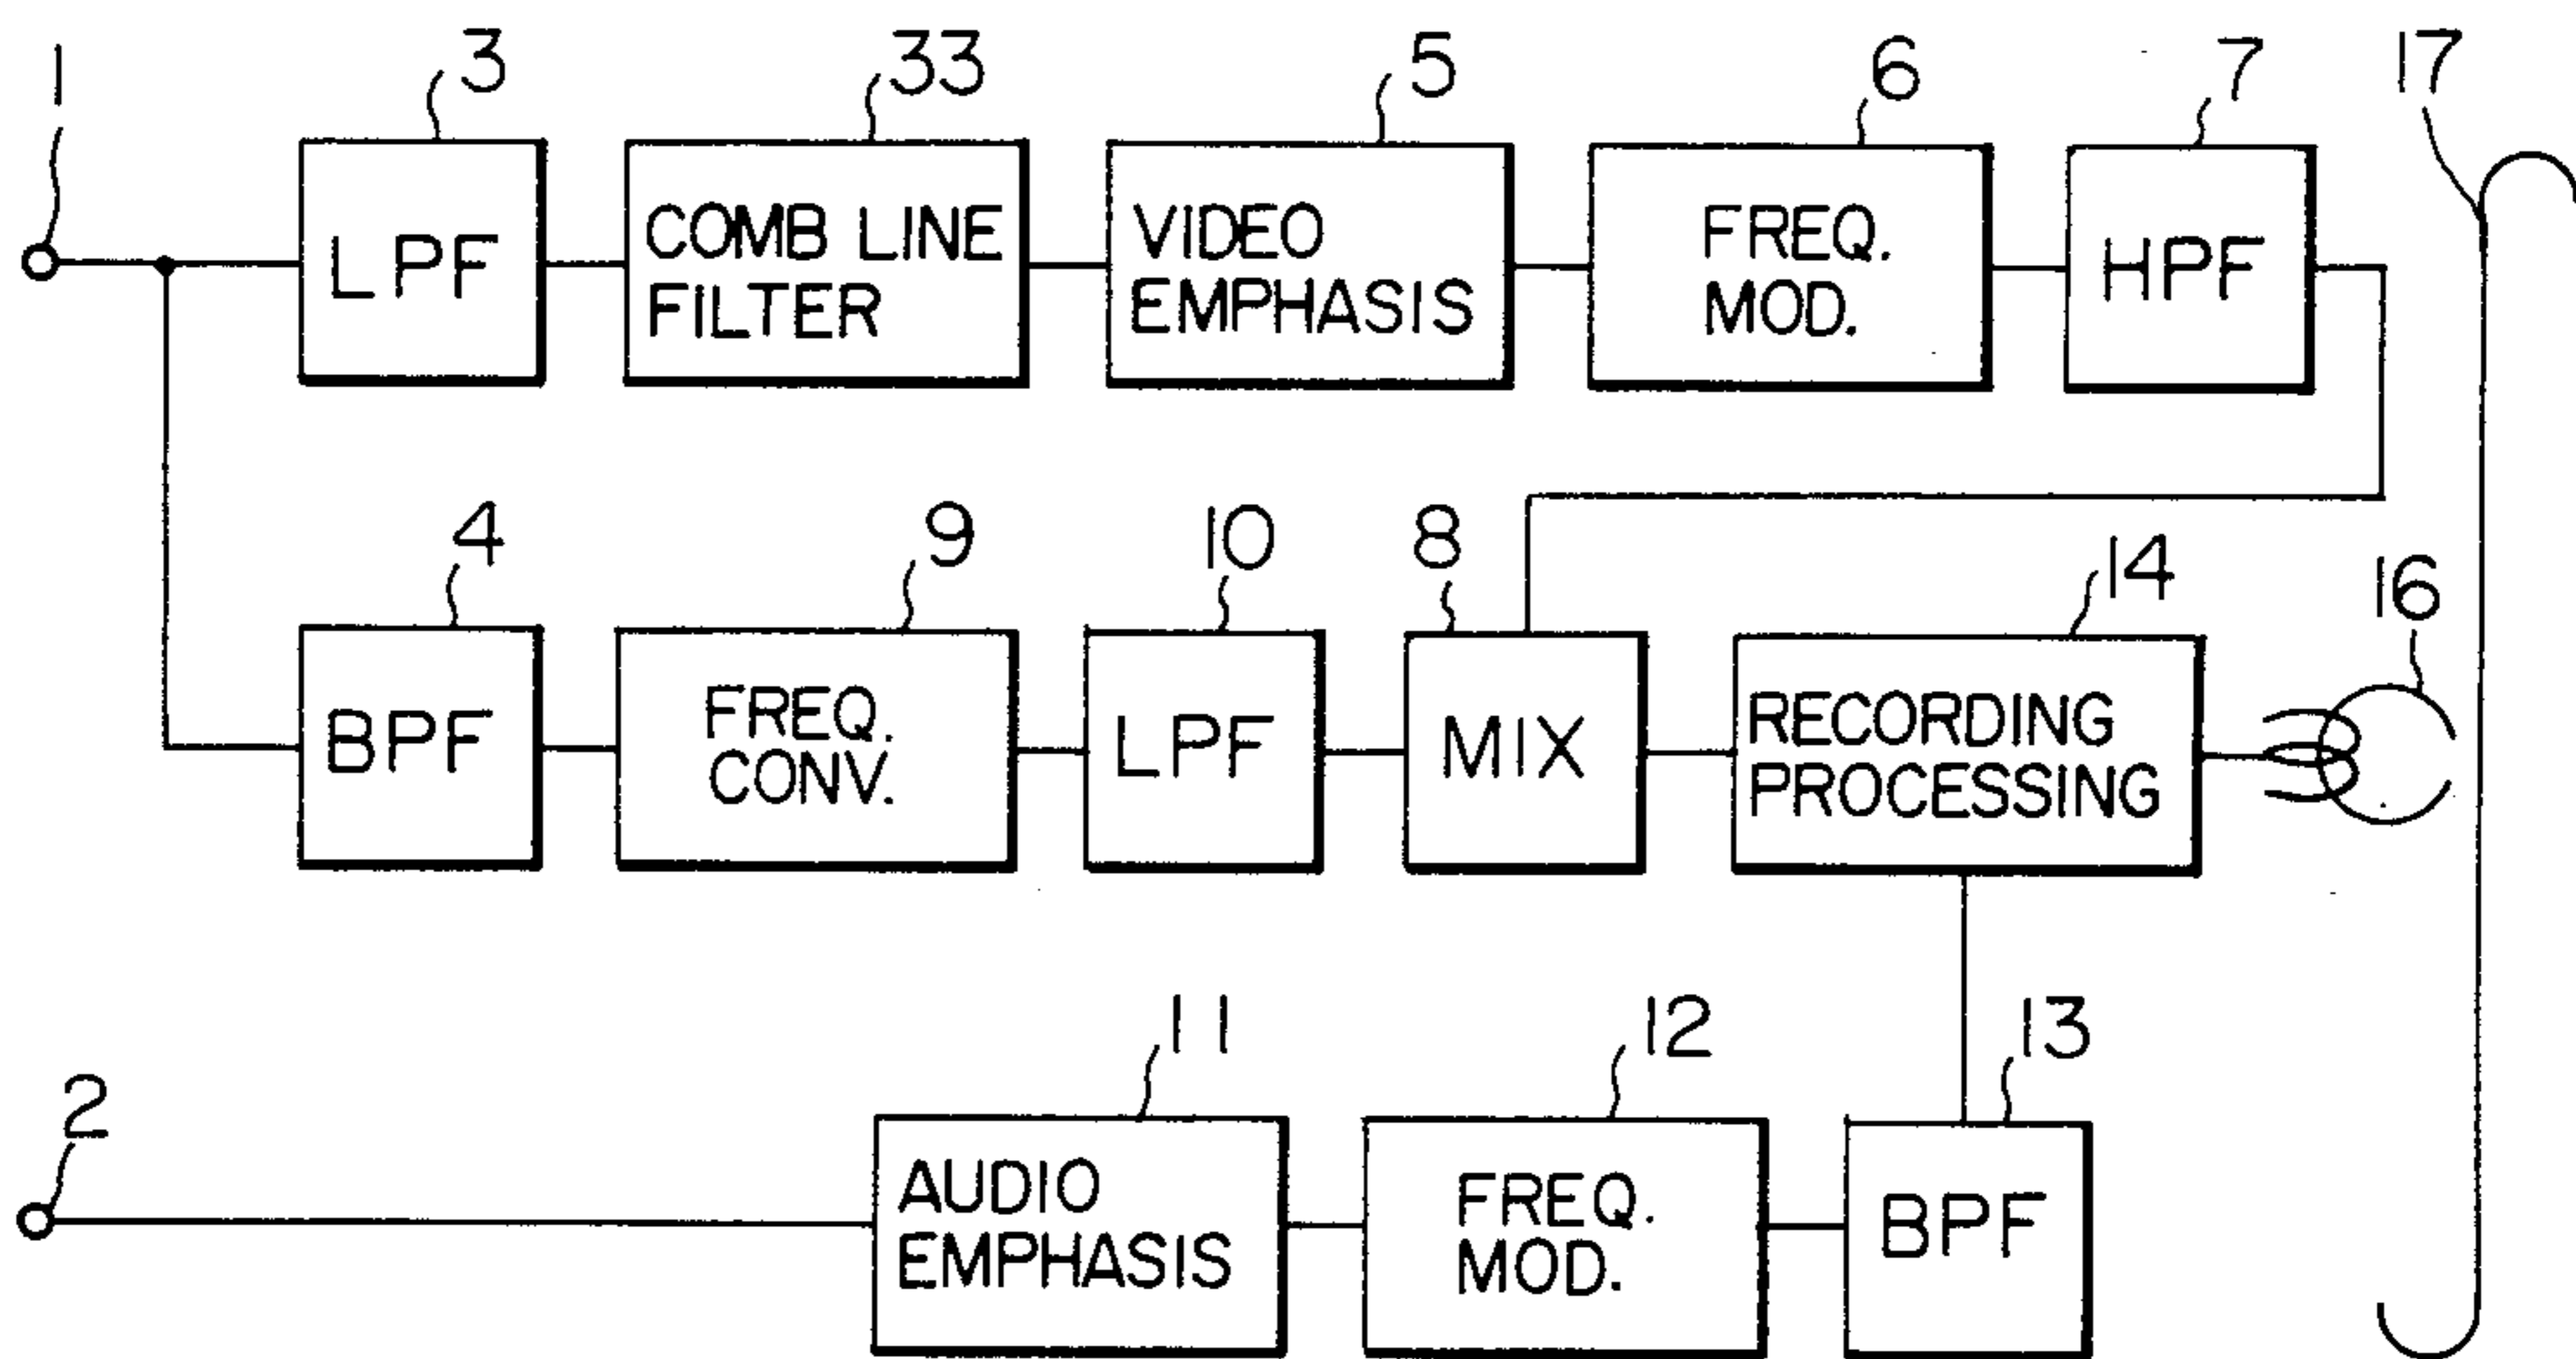 1
3
33
5
6
7
17
LPF
COMB LINE
FILTER
VIDEO
EMPHASIS
FREQ.
MOD.
HPF
4
9
10
8
14
16
BPF
FREQ.
CONV.
LPF
MIX
RECORDING
PROCESSING
2
11
12
13
AUDIO
EMPHASIS
FREQ.
MOD.
BPF